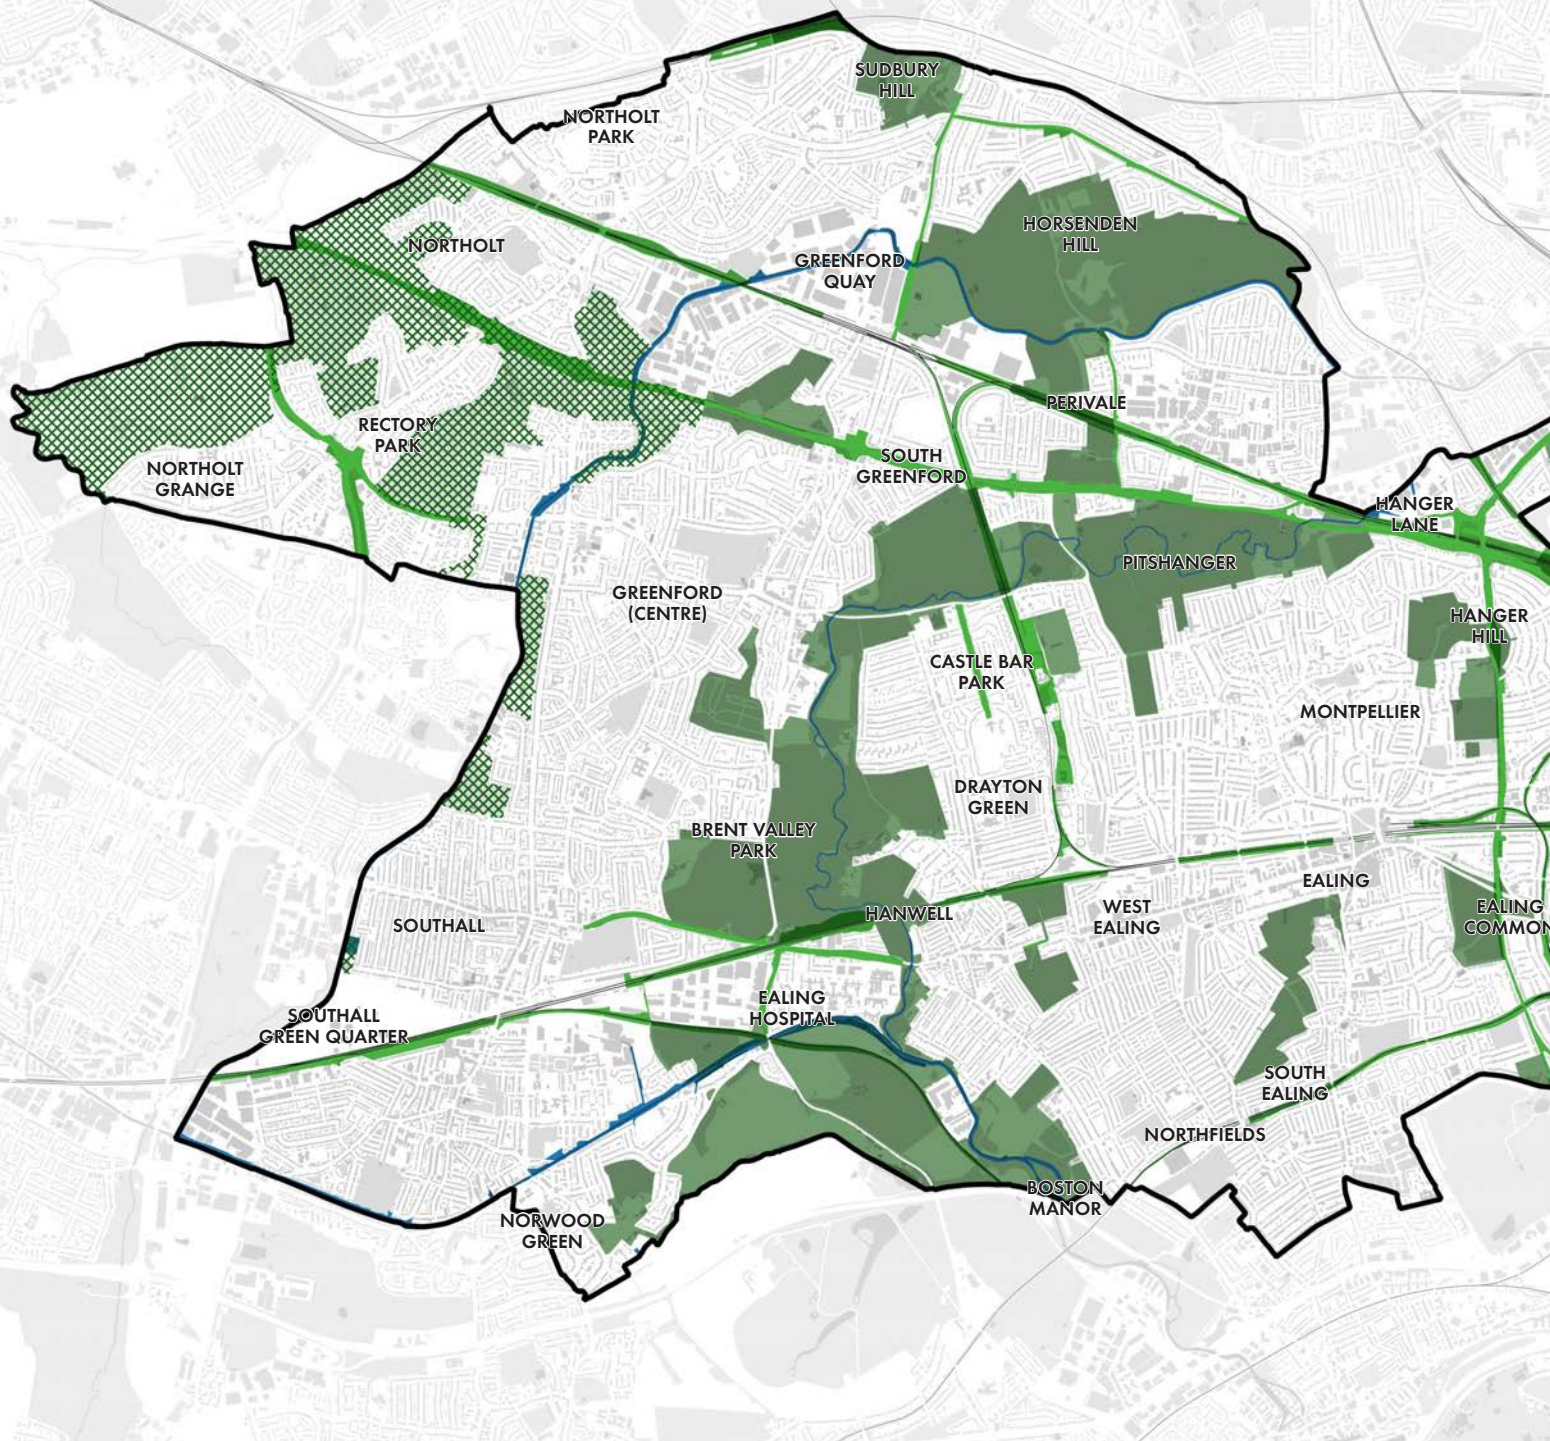 SUDBURY
HILL
NORTHOLT
PARK
HORSENDEN
HILL
NORTHOLT
GREENFORD
QUAY
PERIVALE
RECTORY
PARK
SOUTH
GREENFORD
NORTHOLT
GRANGE
HANGER
LANE
PITSHANGER
GREENFORD
(CENTRE)
HANGER
HILL
CASTLE BAR
PARK
MONTPELLIER
DRAYTON
GREEN
BRENT VALLEY
PARK
EALING
HANWELL
WEST
EALING
EALING
COMMON
SOUTHALL
EALING
HOSPITAL
SOUTHALL
GREEN QUARTER
SOUTH
EALING
NORTHFIELDS
BOSTON
MANOR
NORWOOD
GREEN